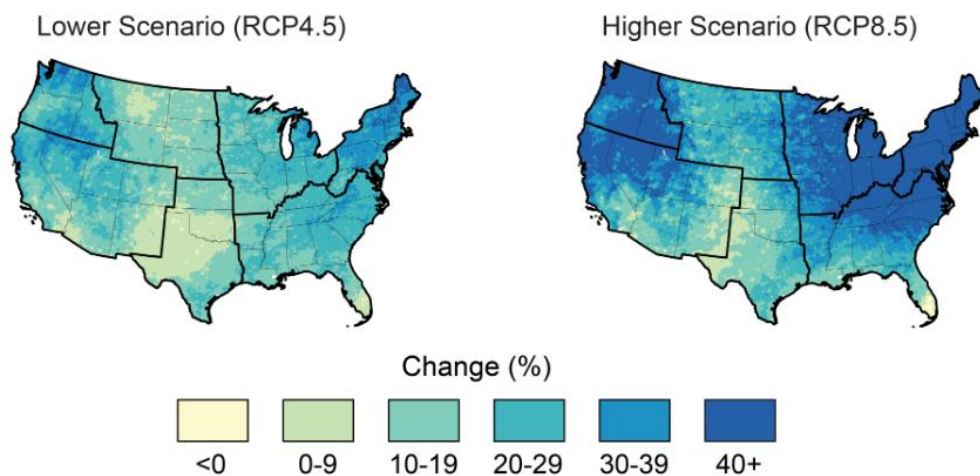 Lower Scenario (RCP4.5)
Higher Scenario (RCP8.5)
Change (%)
<0
0-9
10-19
20-29
30-39
40+